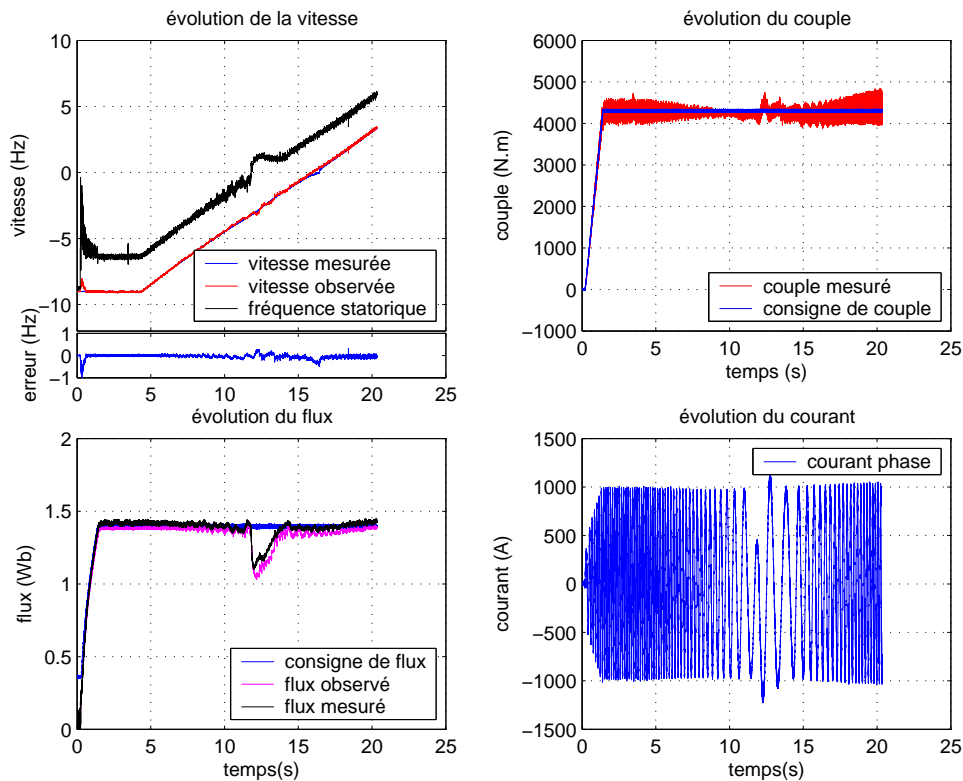 évolution de la vitesse
5
0
−5
−10
vitesse (Hz)
vitesse mesurée
vitesse observée
fréquence statorique
1
0
−1
erreur (Hz)
0 5 10 15 20 25
évolution du couple
6000
5000
4000
3000
2000
1000
0
−1000
couple (N.m)
couple mesuré
consigne de couple
0 5 10 15 20 25
temps (s)
évolution du flux
2
1.5
1
0.5
0
flux (Wb)
consigne de flux
flux observé
flux mesuré
0 5 10 15 20 25
temps(s)
évolution du courant
1500
1000
500
0
−500
−1000
−1500
courant (A)
courant phase
0 5 10 15 20 25
temps(s)